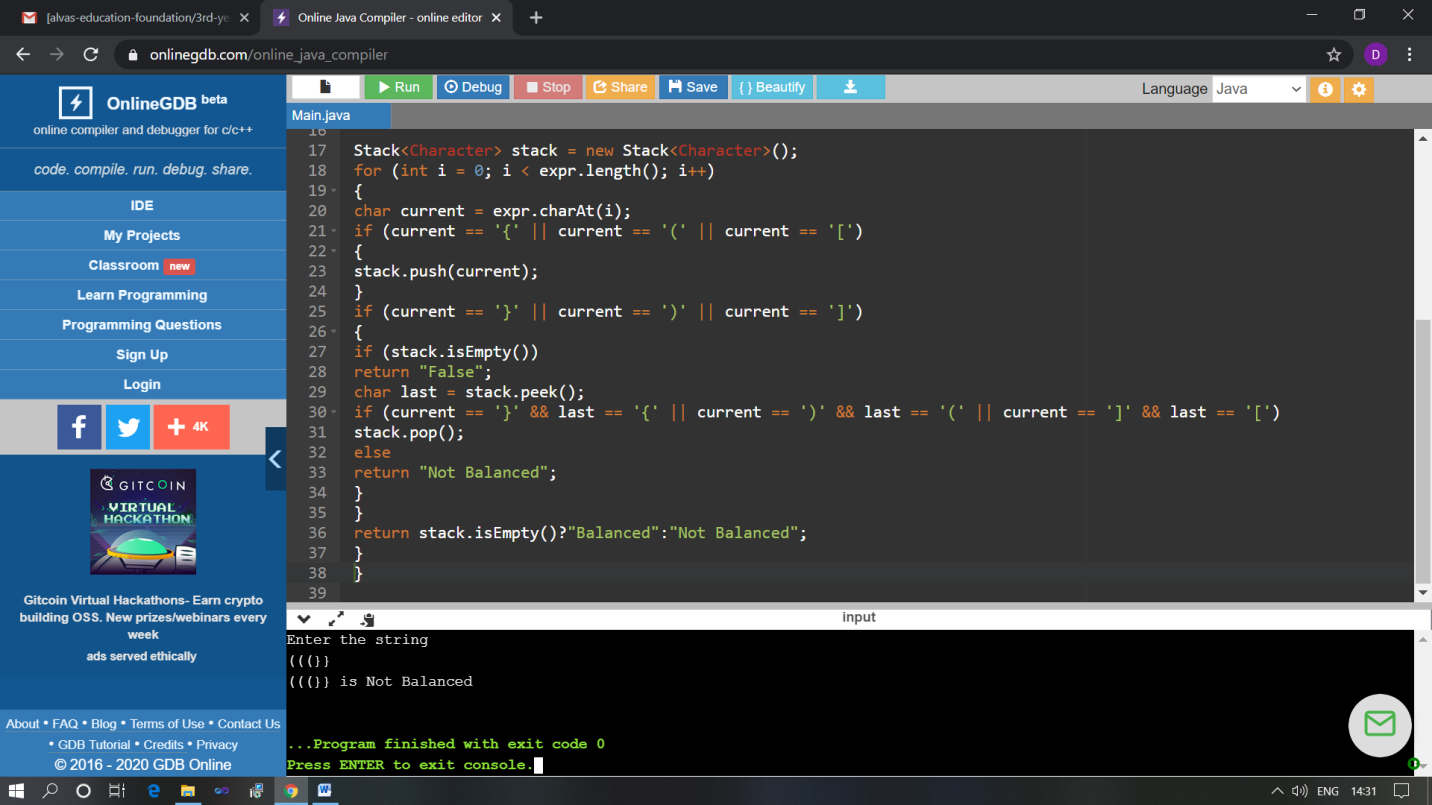 [alvas-education-foundation/3rd-ye
Online Java Compiler - online editor
onlinegdb.com/online_java_compiler
D
OnlineGDB beta
online compiler and debugger for c/c++
code. compile. run. debug. share.
IDE
My Projects
Classroom new
Learn Programming
Programming Questions
Sign Up
Login
4K
GITCOIN
VIRTUAL
HACKATHON
Gitcoin Virtual Hackathons- Earn crypto
building OSS. New prizes/webinars every
week
ads served ethically
About • FAQ • Blog • Terms of Use • Contact Us
• GDB Tutorial • Credits • Privacy
© 2016 - 2020 GDB Online
Run Debug Stop Share Save { } Beautify
Language Java
Main.java
16
17 Stack<Character> stack = new Stack<Character>();
18 for (int i = 0; i < expr.length(); i++)
19 {
20 char current = expr.charAt(i);
21 if (current == '{' || current == '(' || current == '[')
22 {
23 stack.push(current);
24 }
25 if (current == '}' || current == ')' || current == ']')
26 {
27 if (stack.isEmpty())
28 return "False";
29 char last = stack.peek();
30 if (current == '}' && last == '{' || current == ')' && last == '(' || current == ']' && last == '[')
31 stack.pop();
32 else
33 return "Not Balanced";
34 }
35 }
36 return stack.isEmpty()?"Balanced":"Not Balanced";
37 }
38 }
39
input
Enter the string
(((}}
(((}} is Not Balanced
...Program finished with exit code 0
Press ENTER to exit console.
ENG 14:31